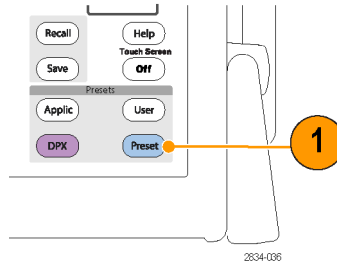 Recall
Help
Touch Screen
Save
Off
Presets
Applic
User
DPX
Preset
1
2834-036